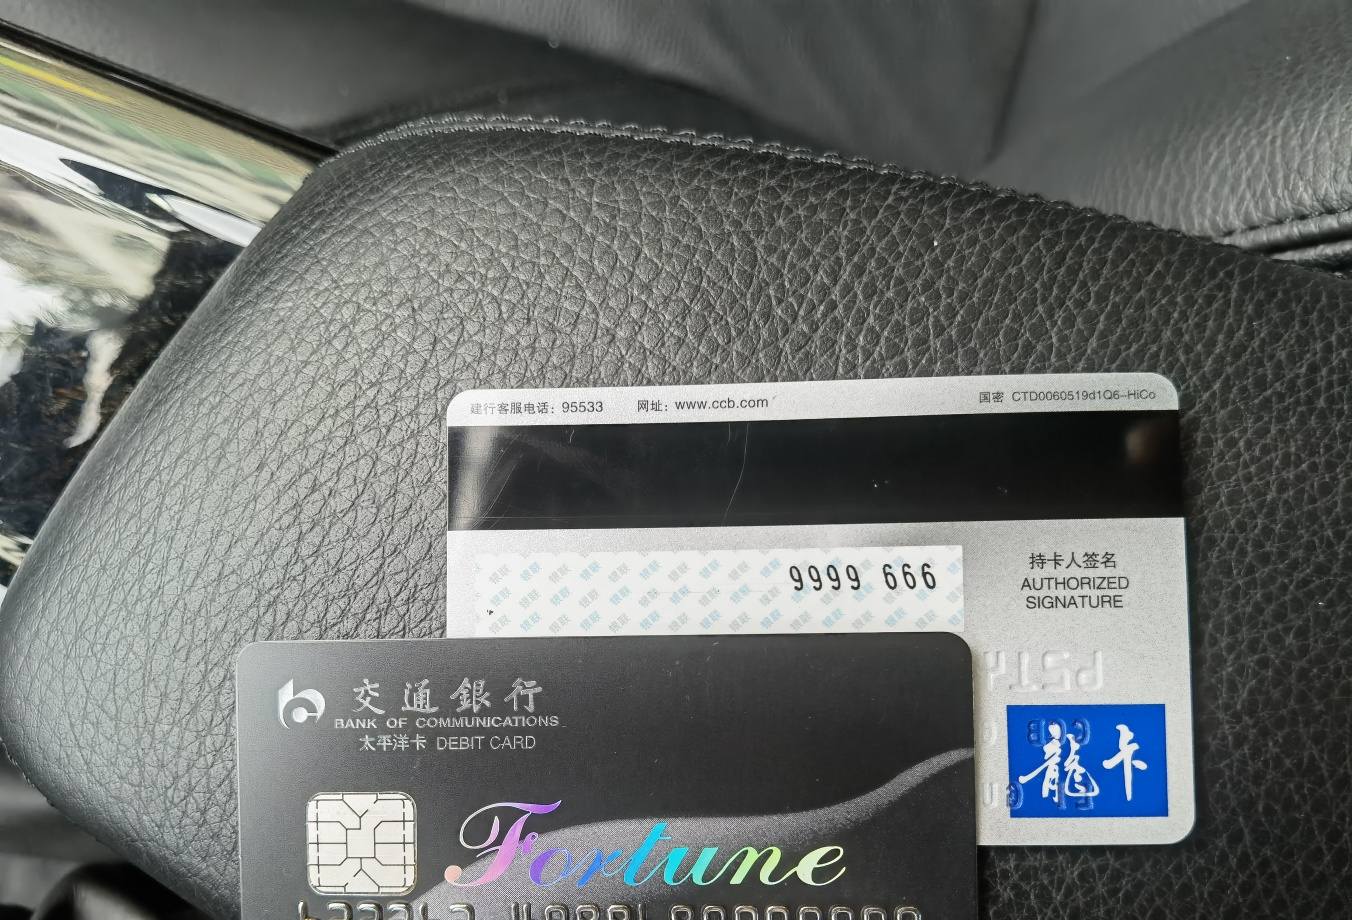 建行客服电话：95533 网址：www.ccb.com 国密 CTD0060519d1Q6-HiCo
9999 666
持卡人签名
AUTHORIZED
SIGNATURE
龍卡
交通銀行
BANK OF COMMUNICATIONS
太平洋卡 DEBIT CARD
Fortune